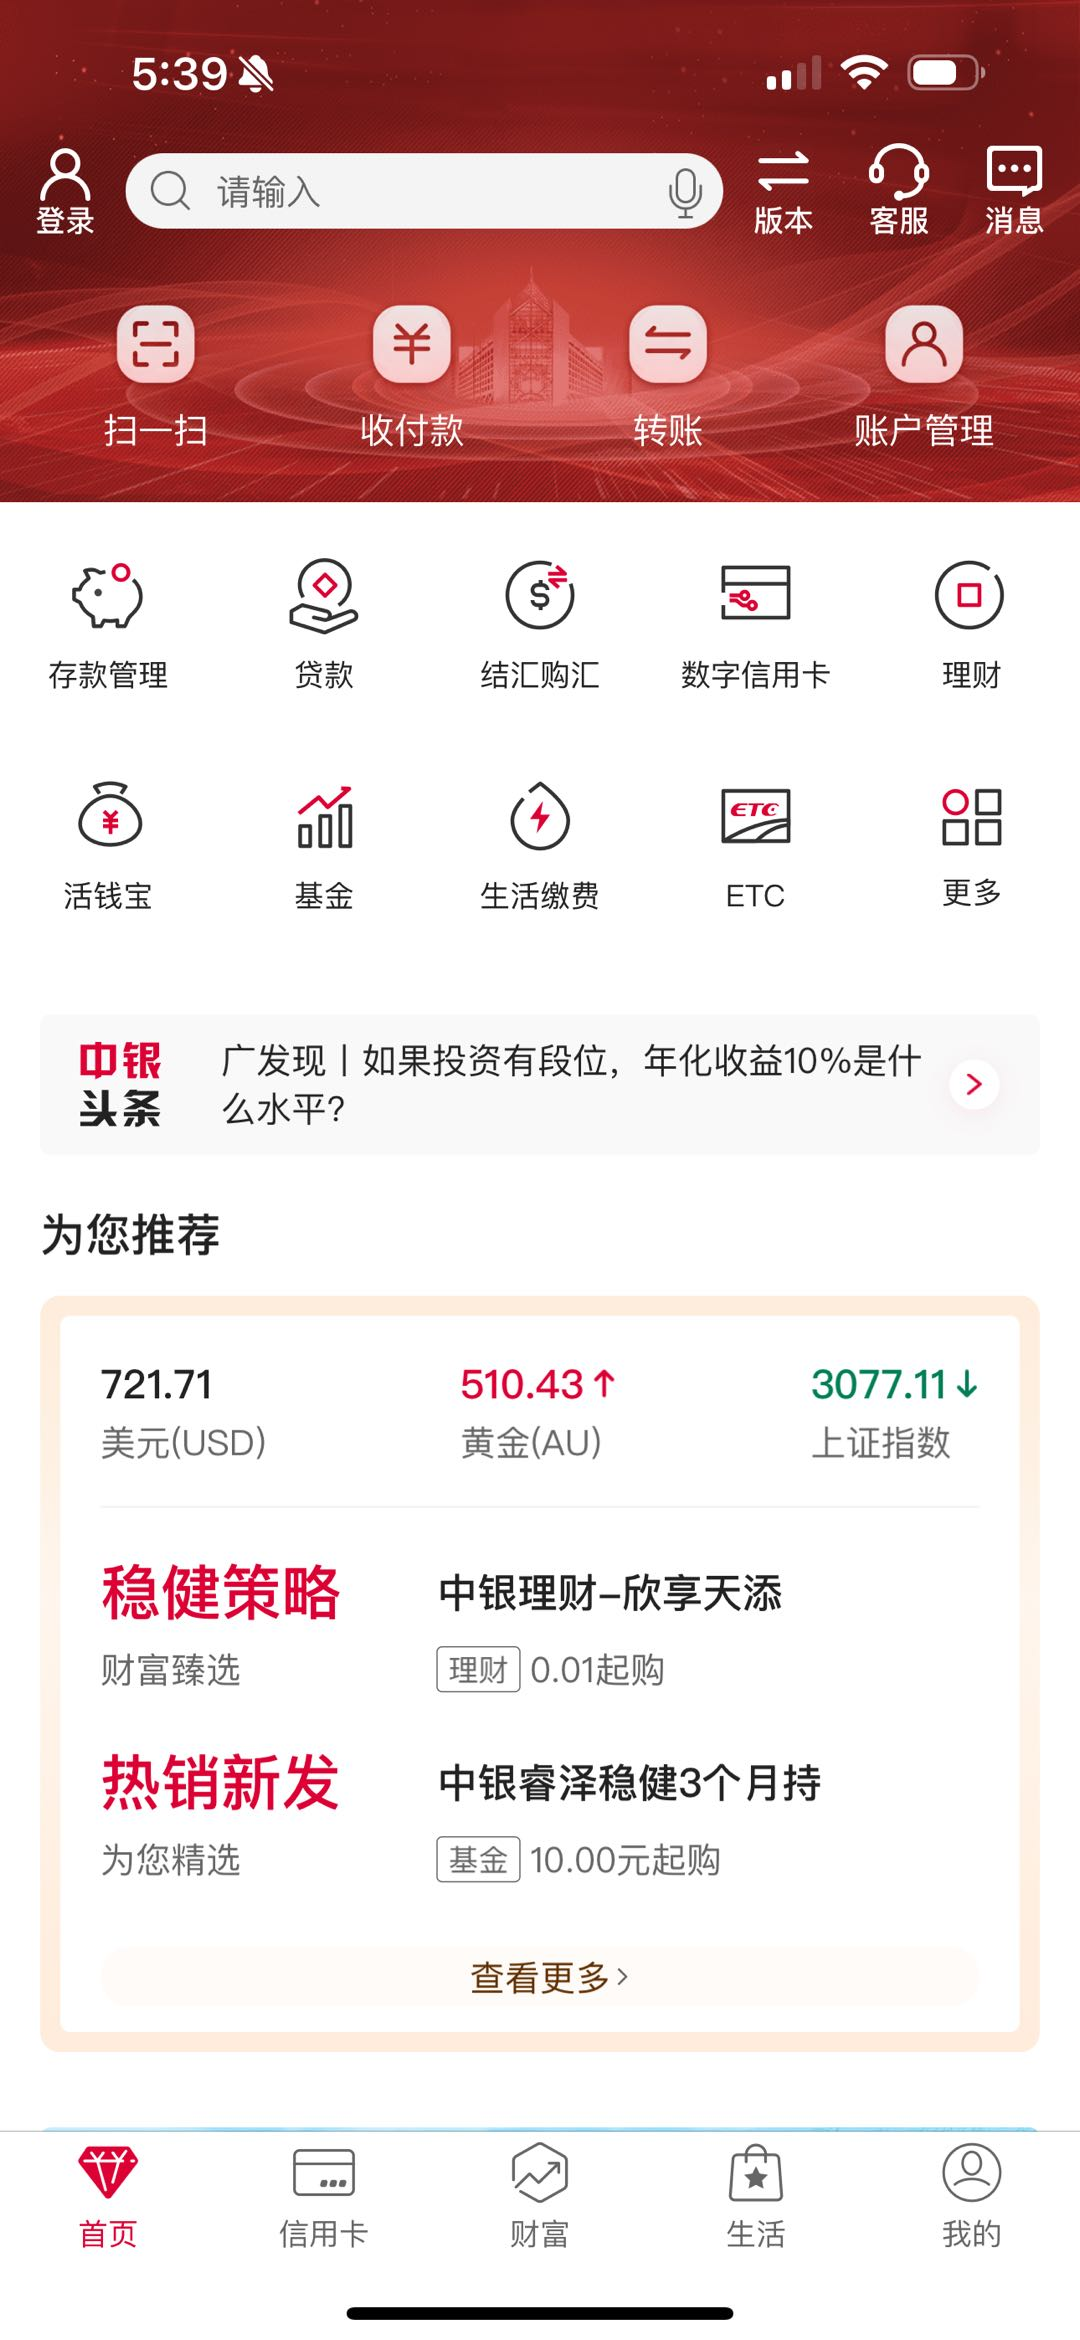 5:39
登录
请输入
版本
客服
消息
扫一扫
收付款
转账
账户管理
存款管理
贷款
结汇购汇
数字信用卡
理财
活钱宝
基金
ETC
生活缴费
ETC
更多
中银
头条
广发现丨如果投资有段位，年化收益10%是什
么水平?
为您推荐
721.71
510.43↑
3077.11↓
美元(USD)
黄金(AU)
上证指数
稳健策略
中银理财-欣享天添
财富臻选
理财 0.01起购
热销新发
中银睿泽稳健3个月持
为您精选
基金 10.00元起购
查看更多>
首页
信用卡
财富
生活
我的